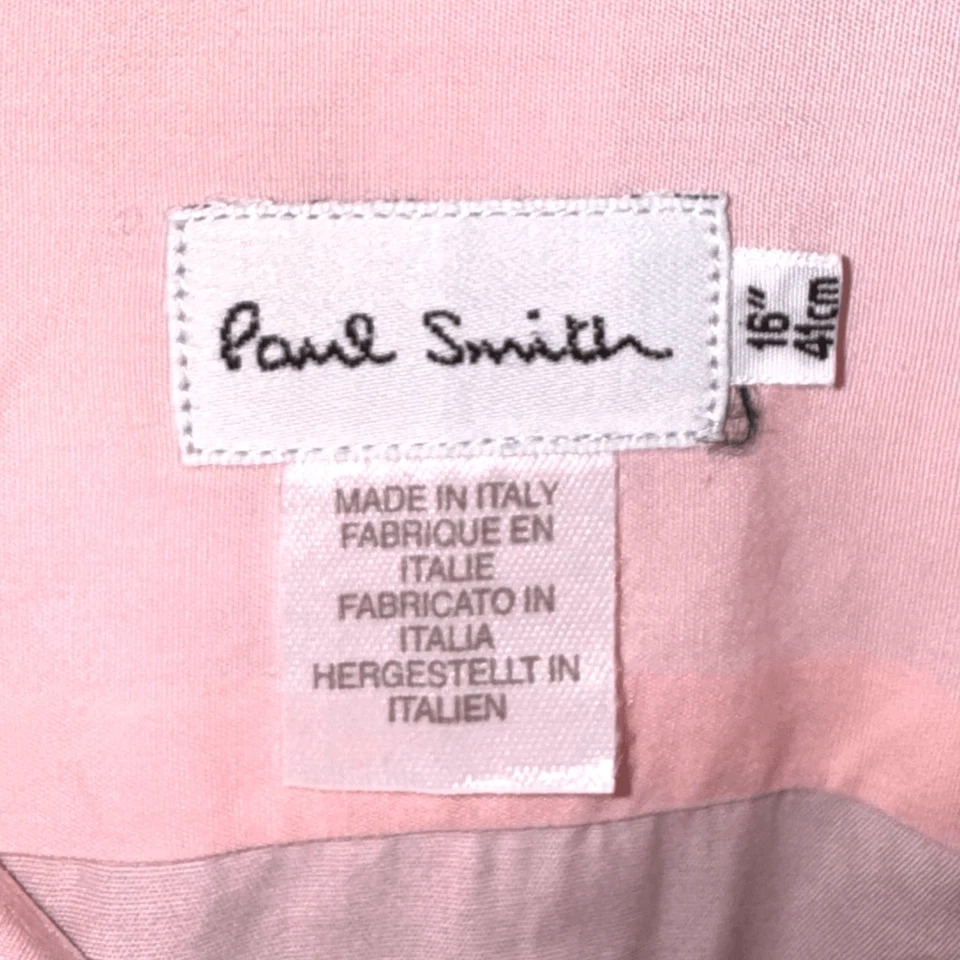 Paul Smith
16"
41cm
MADE IN ITALY
FABRIQUE EN
ITALIE
FABRICATO IN
ITALIA
HERGESTELLT IN
ITALIEN